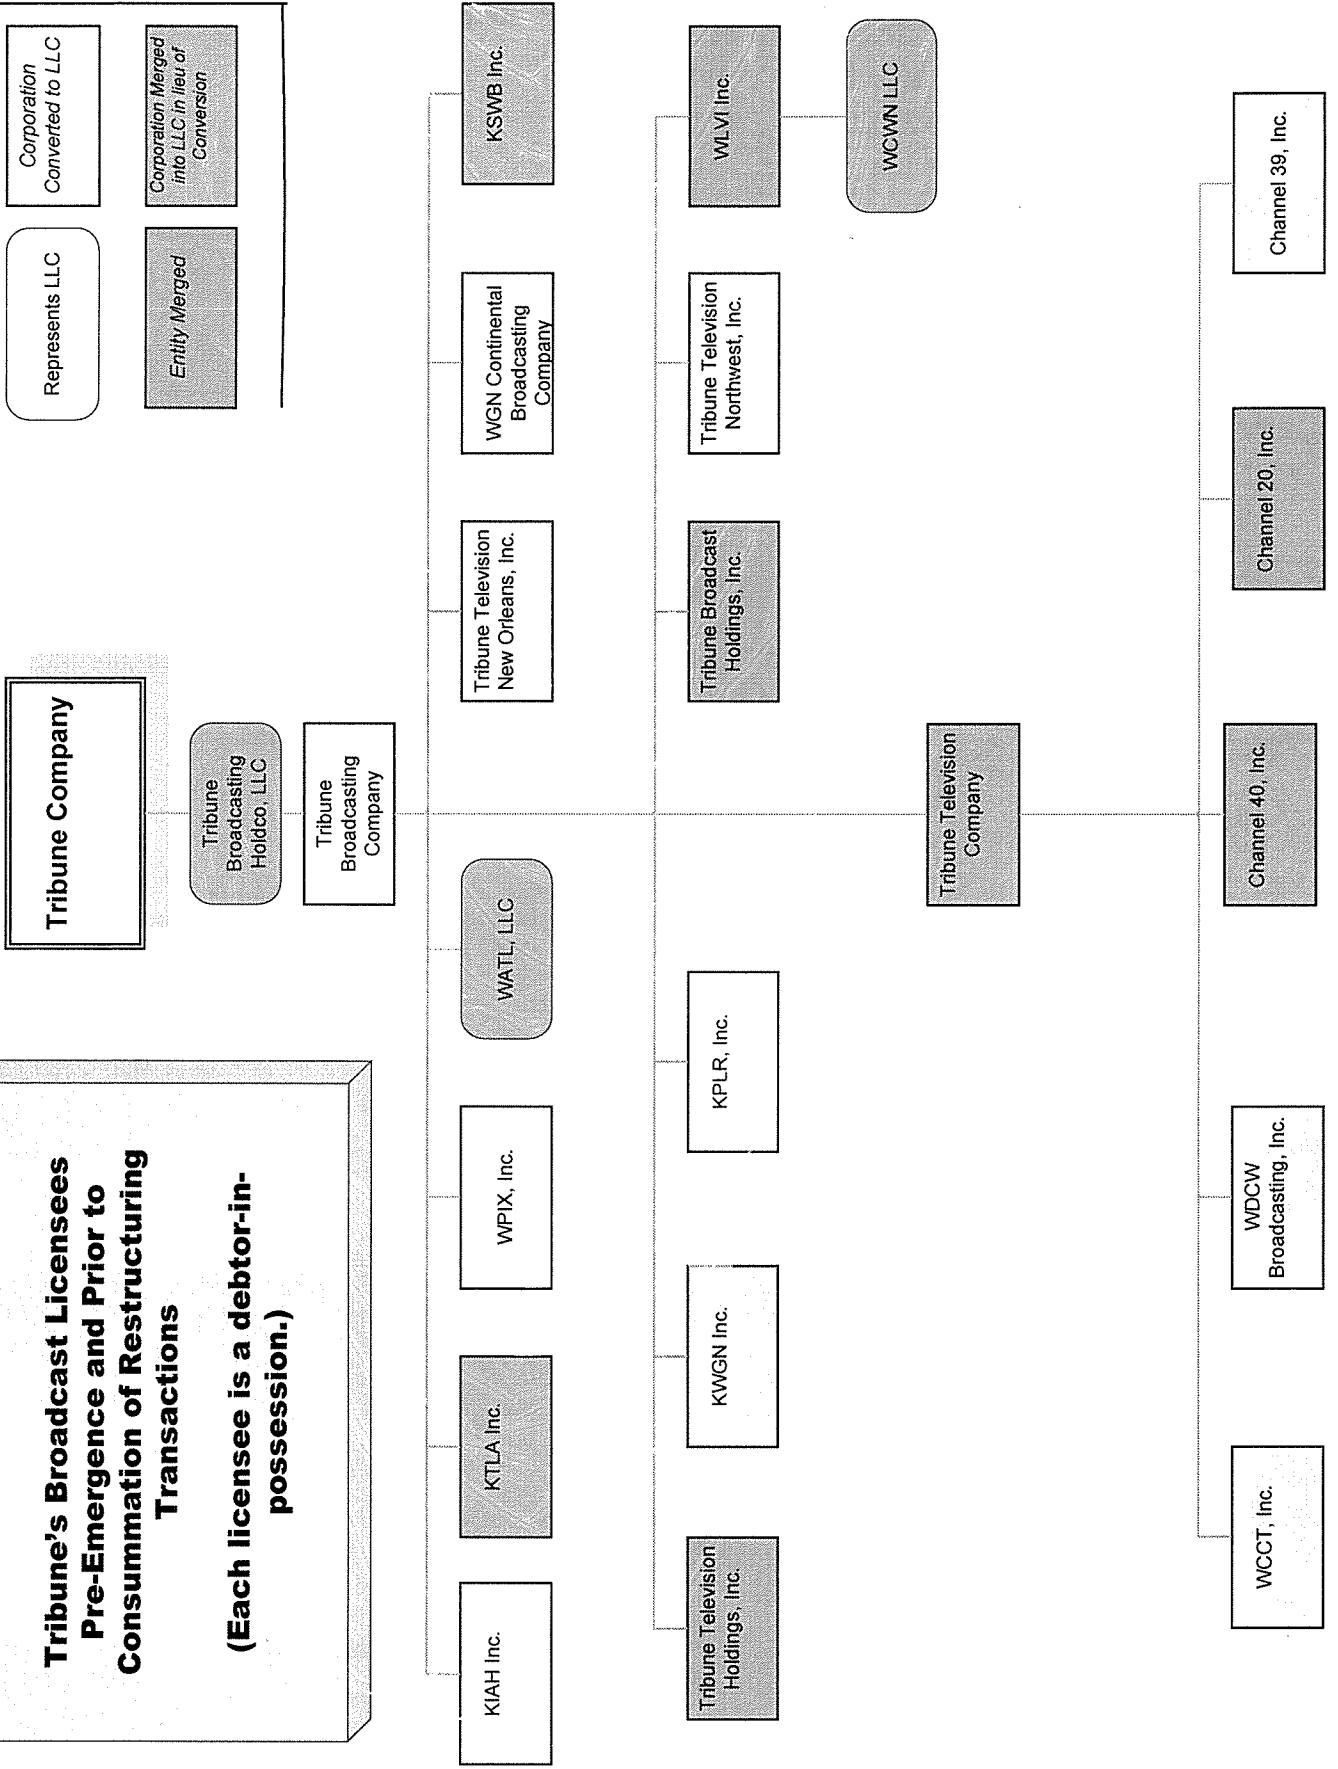 Tribune's Broadcast Licensees
Pre-Emergence and Prior to
Consummation of Restructuring
Transactions
(Each licensee is a debtor-in-
possession.)
Tribune Company
Represents LLC
Corporation
Converted to LLC
Entity Merged
Corporation Merged
into LLC in lieu of
Conversion
Tribune
Broadcasting
Holdco, LLC
Tribune
Broadcasting
Company
KIAH Inc.
KTLA Inc.
WPIX, Inc.
WATL, LLC
Tribune Television
New Orleans, Inc.
WGN Continental
Broadcasting
Company
KSWB Inc.
Tribune Television
Holdings, Inc.
KWGN Inc.
KPLR, Inc.
Tribune Broadcast
Holdings, Inc.
Tribune Television
Northwest, Inc.
WLVI Inc.
WCWN LLC
Tribune Television
Company
WCCT, Inc.
WDCW
Broadcasting, Inc.
Channel 40, Inc.
Channel 20, Inc.
Channel 39, Inc.